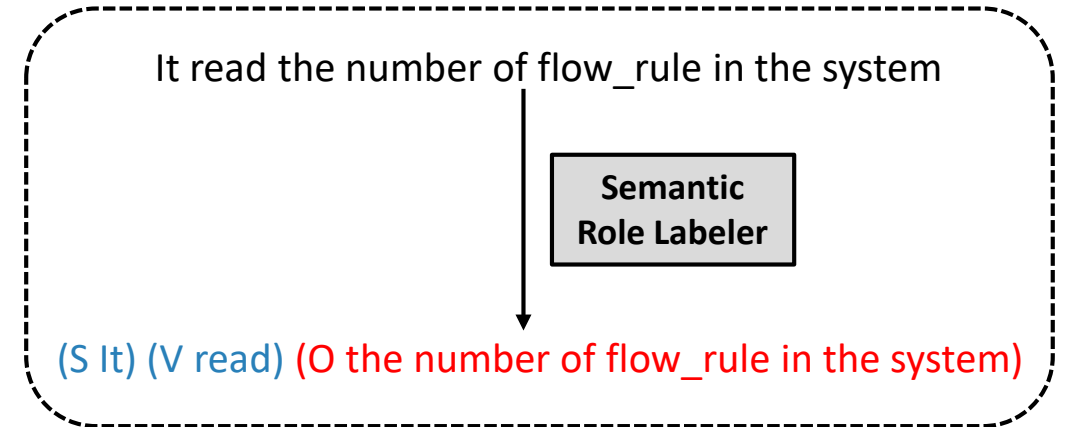 It read the number of flow_rule in the system
Semantic
Role Labeler
(S It) (V read) (O the number of flow_rule in the system)